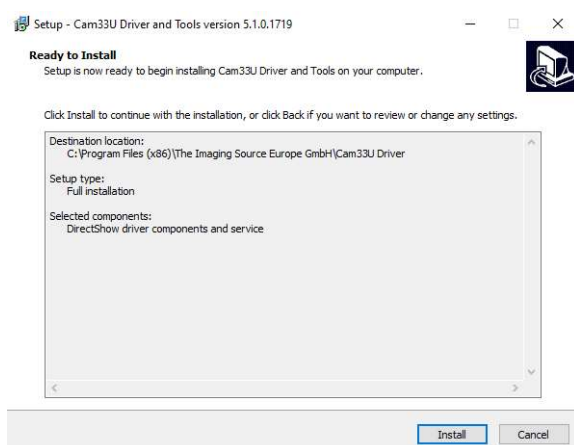 Setup - Cam33U Driver and Tools version 5.1.0.1719
Ready to Install
Setup is now ready to begin installing Cam33U Driver and Tools on your computer.
Click Install to continue with the installation, or click Back if you want to review or change any settings.
Destination location:
C:\Program Files (x86)\The Imaging Source Europe GmbH\Cam33U Driver
Setup type:
Full installation
Selected components:
DirectShow driver components and service
Install Cancel